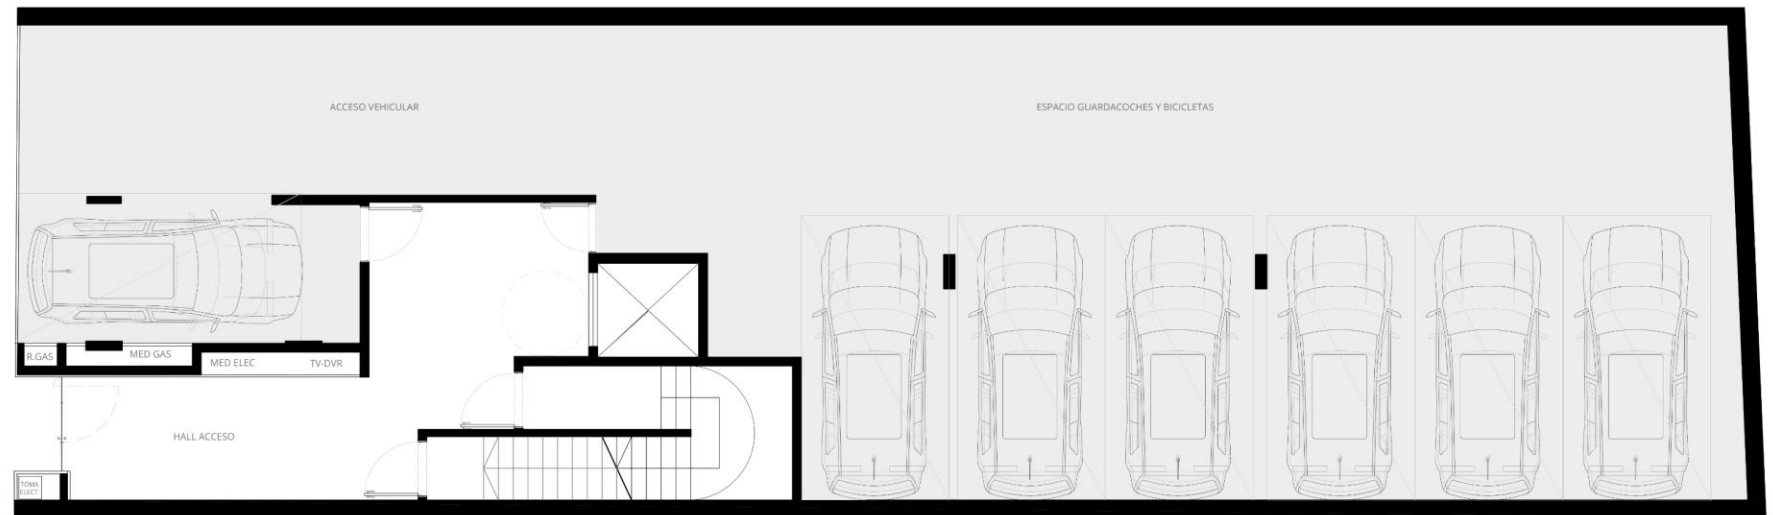 ACCESO VEHICULAR
ESPACIO GUARDACOCHES Y BICICLETAS
R.GAS
MED GAS
MED ELEC
TV-DVR
HALL ACCESO
TOMA
ELECT